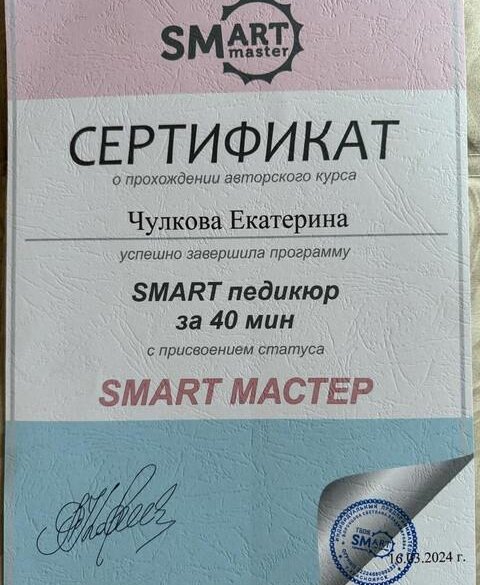 SMART
master
СЕРТИФИКАТ
о прохождении авторского курса
Чулкова Екатерина
успешно завершила программу
SMART педикюр
за 40 мин
с присвоением статуса
SMART МАСТЕР
SMART
16.03.2024 г.